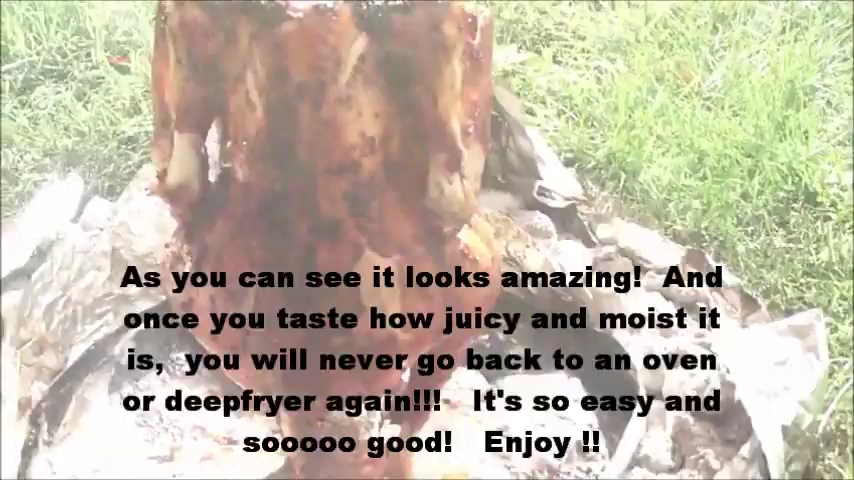 As you can see it looks amazing!  And
once you taste how juicy and moist it
is,  you will never go back to an oven
or deepfryer again!!!   It's so easy and
sooooo good!   Enjoy !!